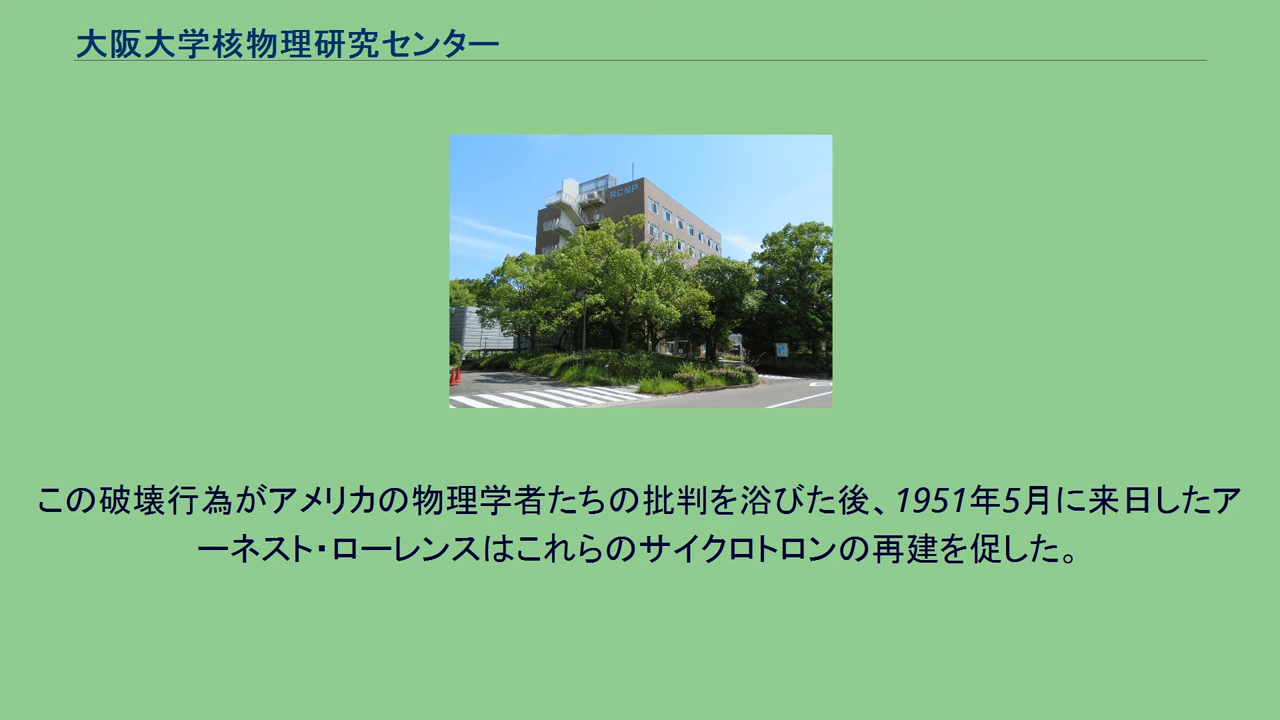 大阪大学核物理研究センター
RCNP
この破壊行為がアメリカの物理学者たちの批判を浴びた後、1951年5月に来日したア
ーネスト・ローレンスはこれらのサイクロトロンの再建を促した。